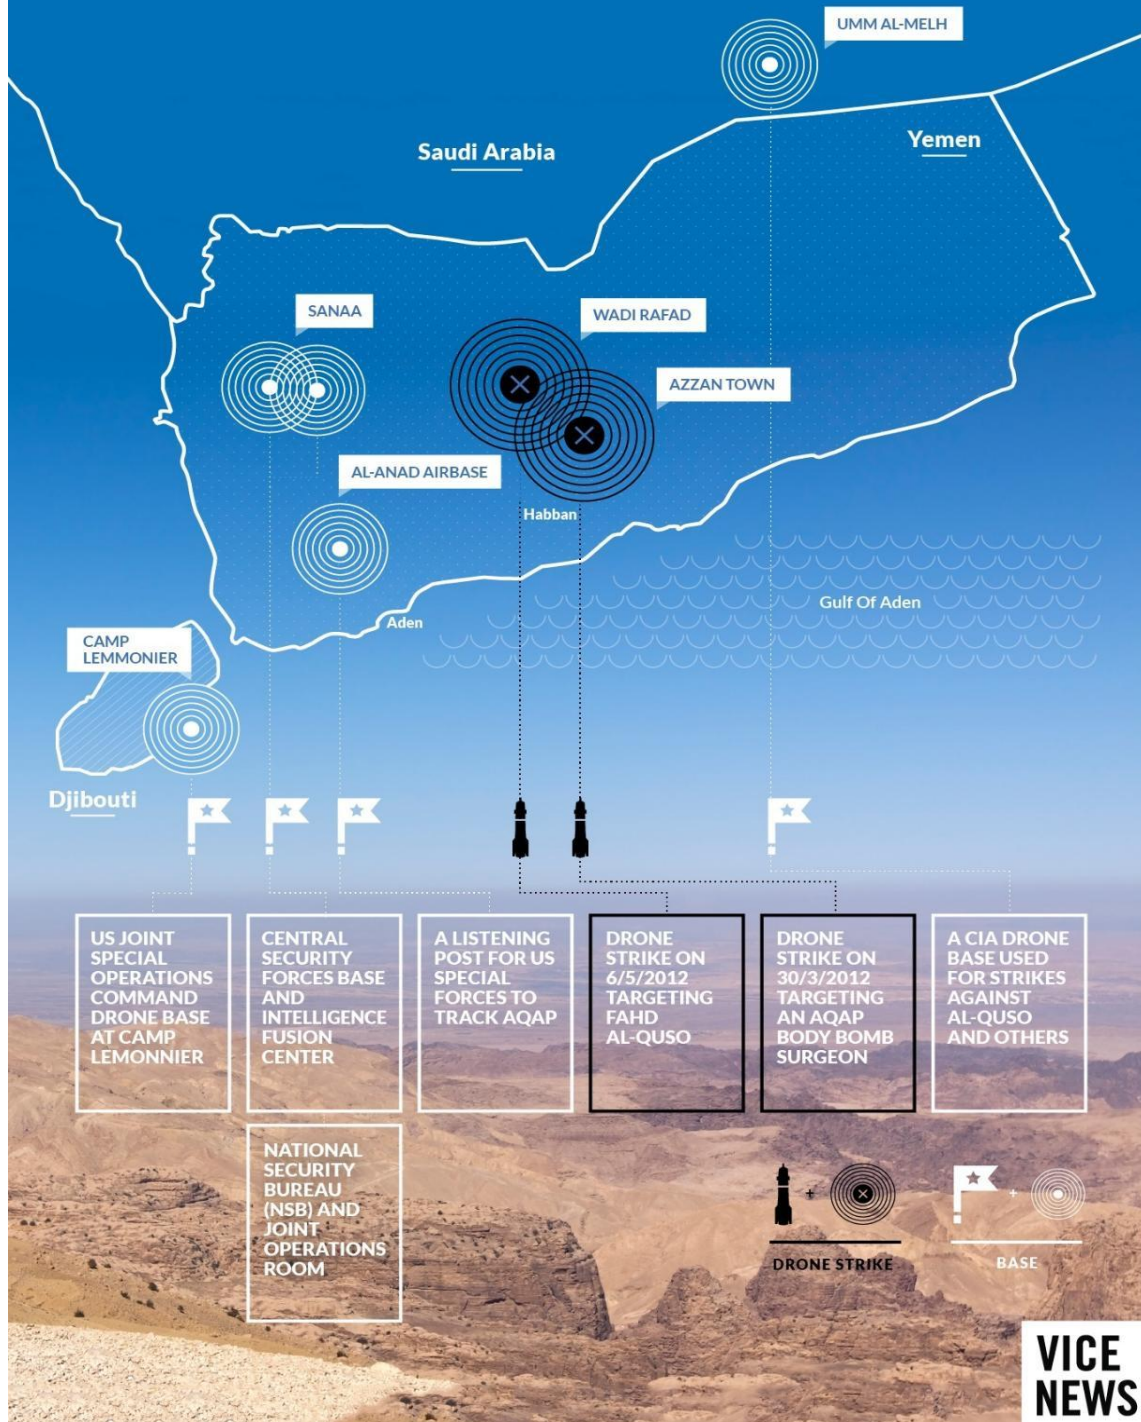 UMM AL-MELH
Saudi Arabia
Yemen
SANAA
WADI RAFAD
AZZAN TOWN
AL-ANAD AIRBASE
Habban
Gulf Of Aden
Aden
CAMP
LEMMONIER
Djibouti
US JOINT
SPECIAL
OPERATIONS
COMMAND
DRONE BASE
AT CAMP
LEMONNIER
CENTRAL
SECURITY
FORCES BASE
AND
INTELLIGENCE
FUSION
CENTER
A LISTENING
POST FOR US
SPECIAL
FORCES TO
TRACK AQAP
DRONE
STRIKE ON
6/5/2012
TARGETING
FAHD
AL-QUSO
DRONE
STRIKE ON
30/3/2012
TARGETING
AN AQAP
BODY BOMB
SURGEON
A CIA DRONE
BASE USED
FOR STRIKES
AGAINST
AL-QUSO
AND OTHERS
NATIONAL
SECURITY
BUREAU
(NSB) AND
JOINT
OPERATIONS
ROOM
+
+
DRONE STRIKE
BASE
VICE
NEWS